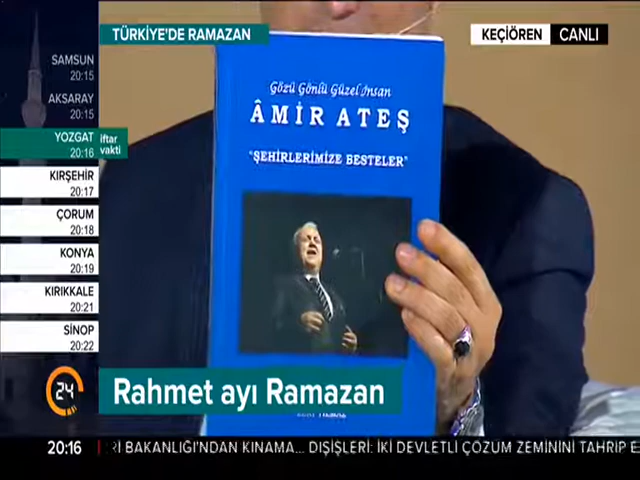 TÜRKİYE'DE RAMAZAN
KEÇİÖREN CANLI
SAMSUN
20:15
AKSARAY
20:15
YOZGAT
20:16
iftar
vakti
KIRŞEHİR
20:17
ÇORUM
20:18
KONYA
20:19
KIRIKKALE
20:21
SİNOP
20:22
Gözü Gönlü Güzel İnsan
ÂMİR ATEŞ
"ŞEHİRLERİMİZE BESTELER"
24
Rahmet ayı Ramazan
20:16 Rİ BAKANLIĞI'NDAN KINAMA... DIŞİŞLERİ: İKİ DEVLETLİ ÇÖZÜM ZEMİNİNİ TAHRİP E